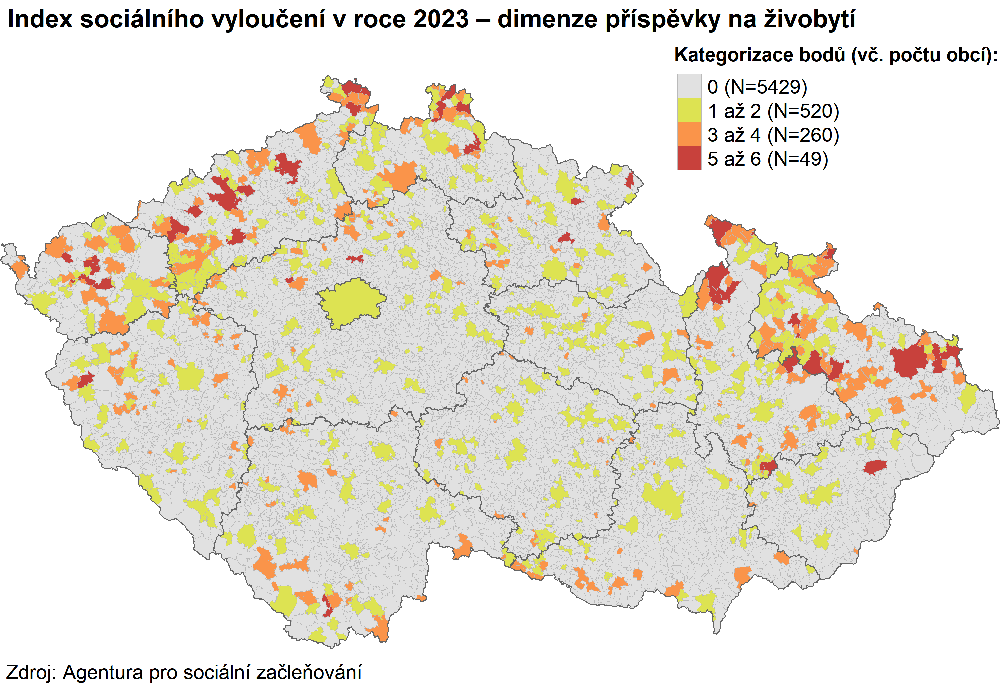 Index sociálního vyloučení v roce 2023 – dimenze příspěvky na živobytí
Kategorizace bodů (vč. počtu obcí):
0 (N=5429)
1 až 2 (N=520)
3 až 4 (N=260)
5 až 6 (N=49)
Zdroj: Agentura pro sociální začleňování